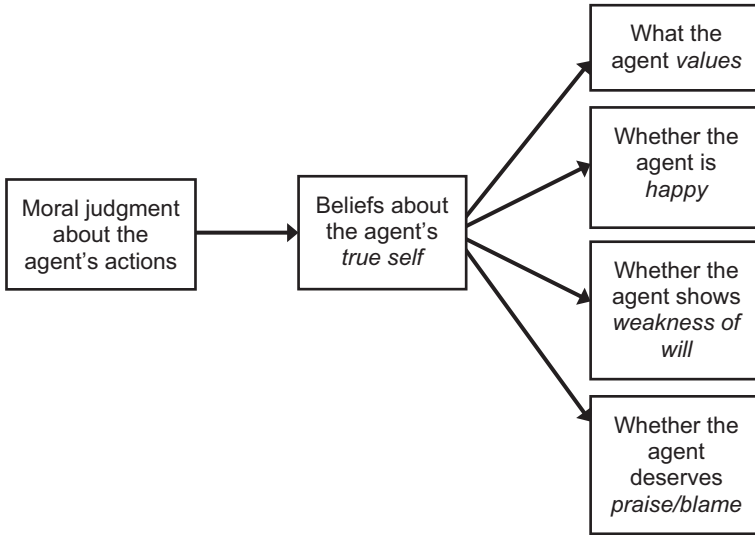 Moral judgment
about the
agent's actions
Beliefs about
the agent's
true self
What the
agent values
Whether the
agent is
happy
Whether the
agent shows
weakness of
will
Whether the
agent
deserves
praise/blame